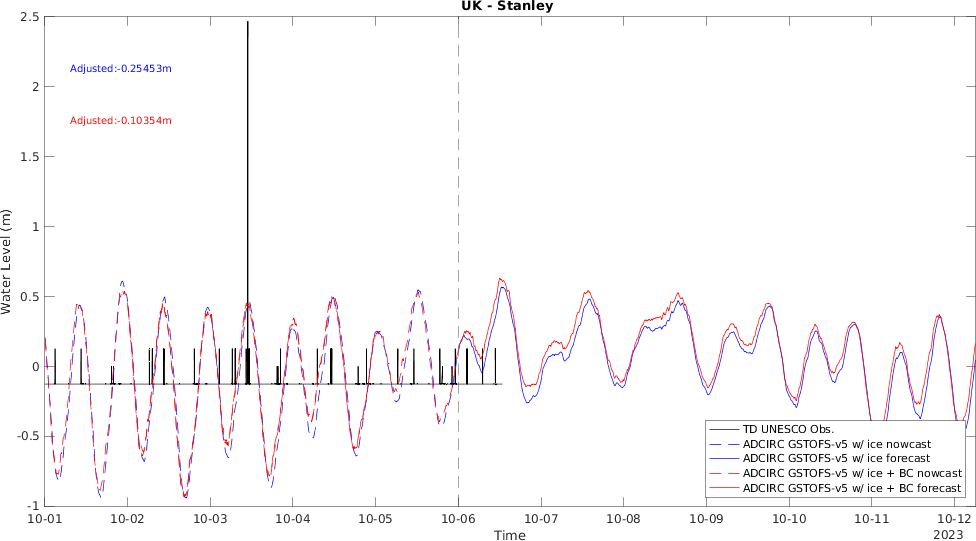 UK - Stanley
2.5
2
1.5
1
0.5
0
-0.5
-1
Water Level (m)
Adjusted:-0.25453m
Adjusted:-0.10354m
TD UNESCO Obs.
ADCIRC GSTOFS-v5 w/ ice nowcast
ADCIRC GSTOFS-v5 w/ ice forecast
ADCIRC GSTOFS-v5 w/ ice + BC nowcast
ADCIRC GSTOFS-v5 w/ ice + BC forecast
10-01 10-02 10-03 10-04 10-05 10-06 10-07 10-08 10-09 10-10 10-11 10-12
Time
2023